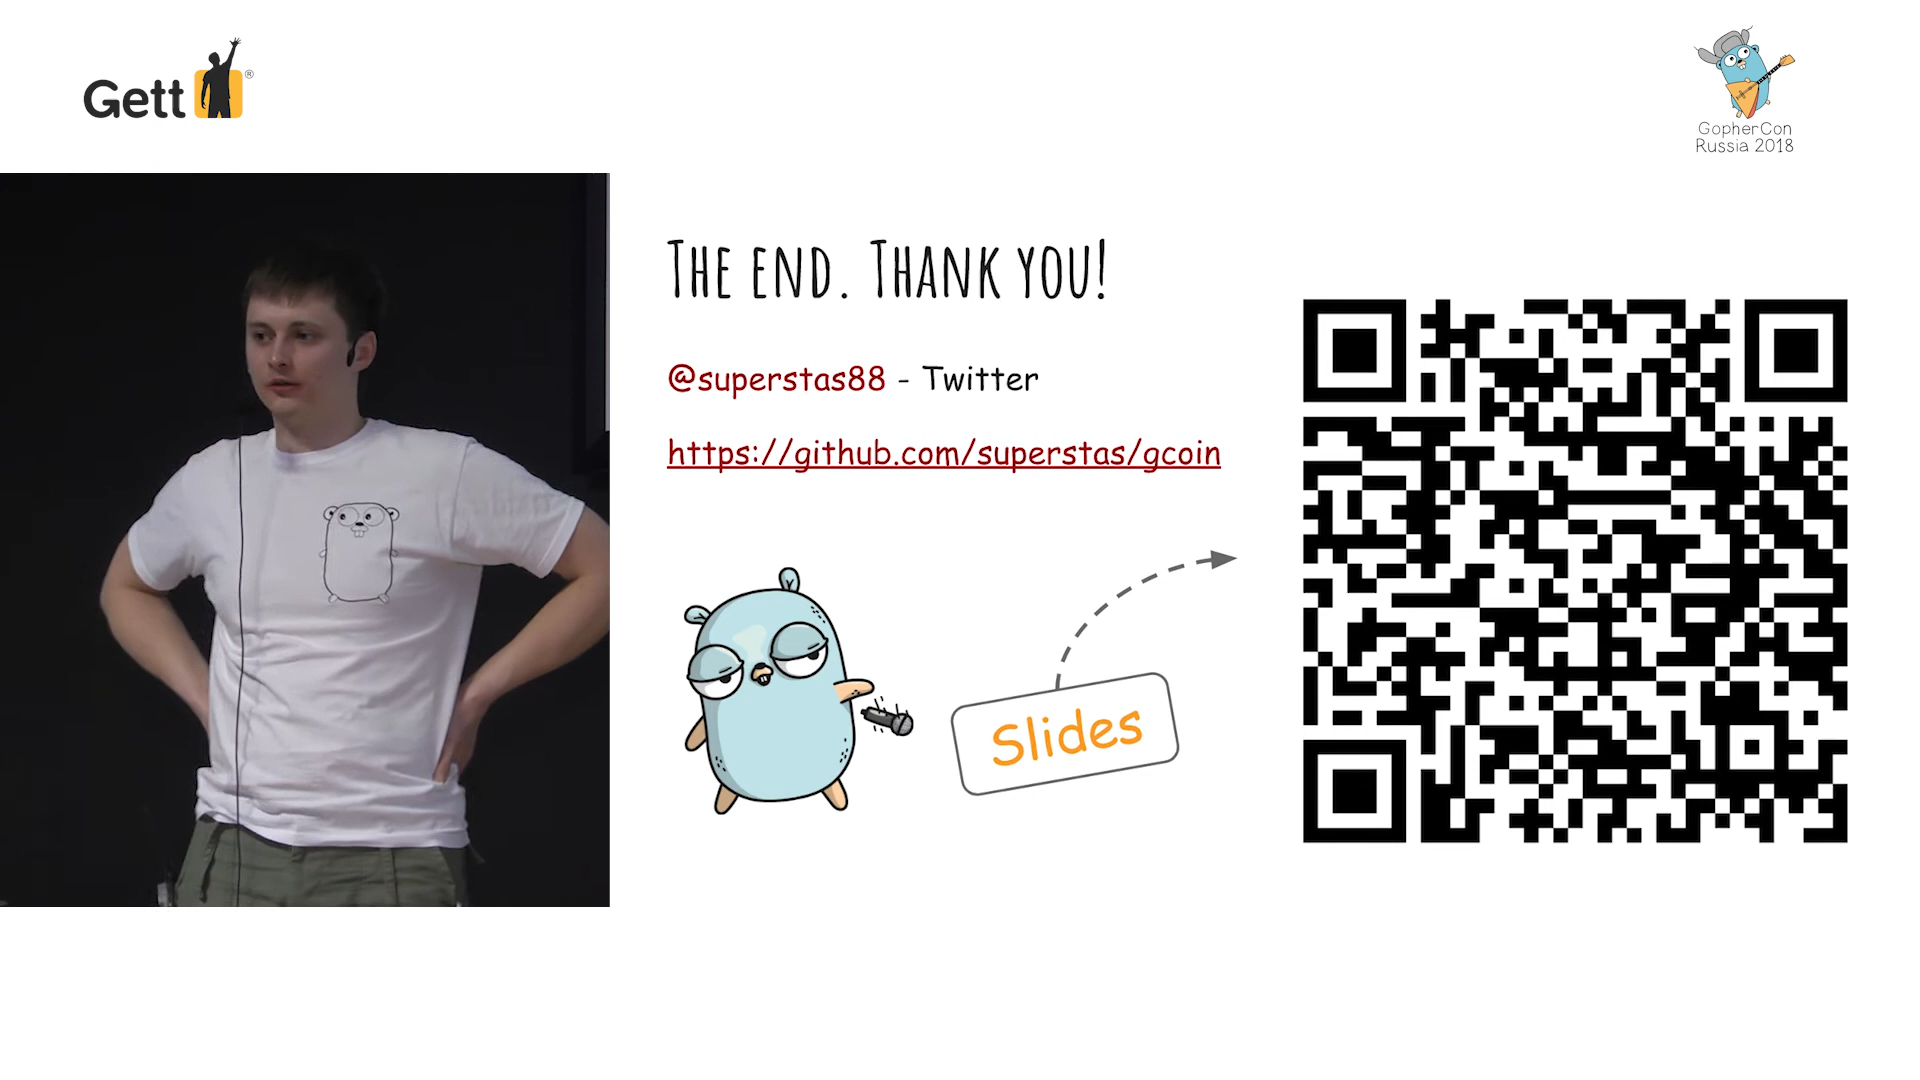 Gett®
GopherCon
Russia 2018
The end. Thank you!
@superstas88 - Twitter
https://github.com/superstas/gcoin
Slides